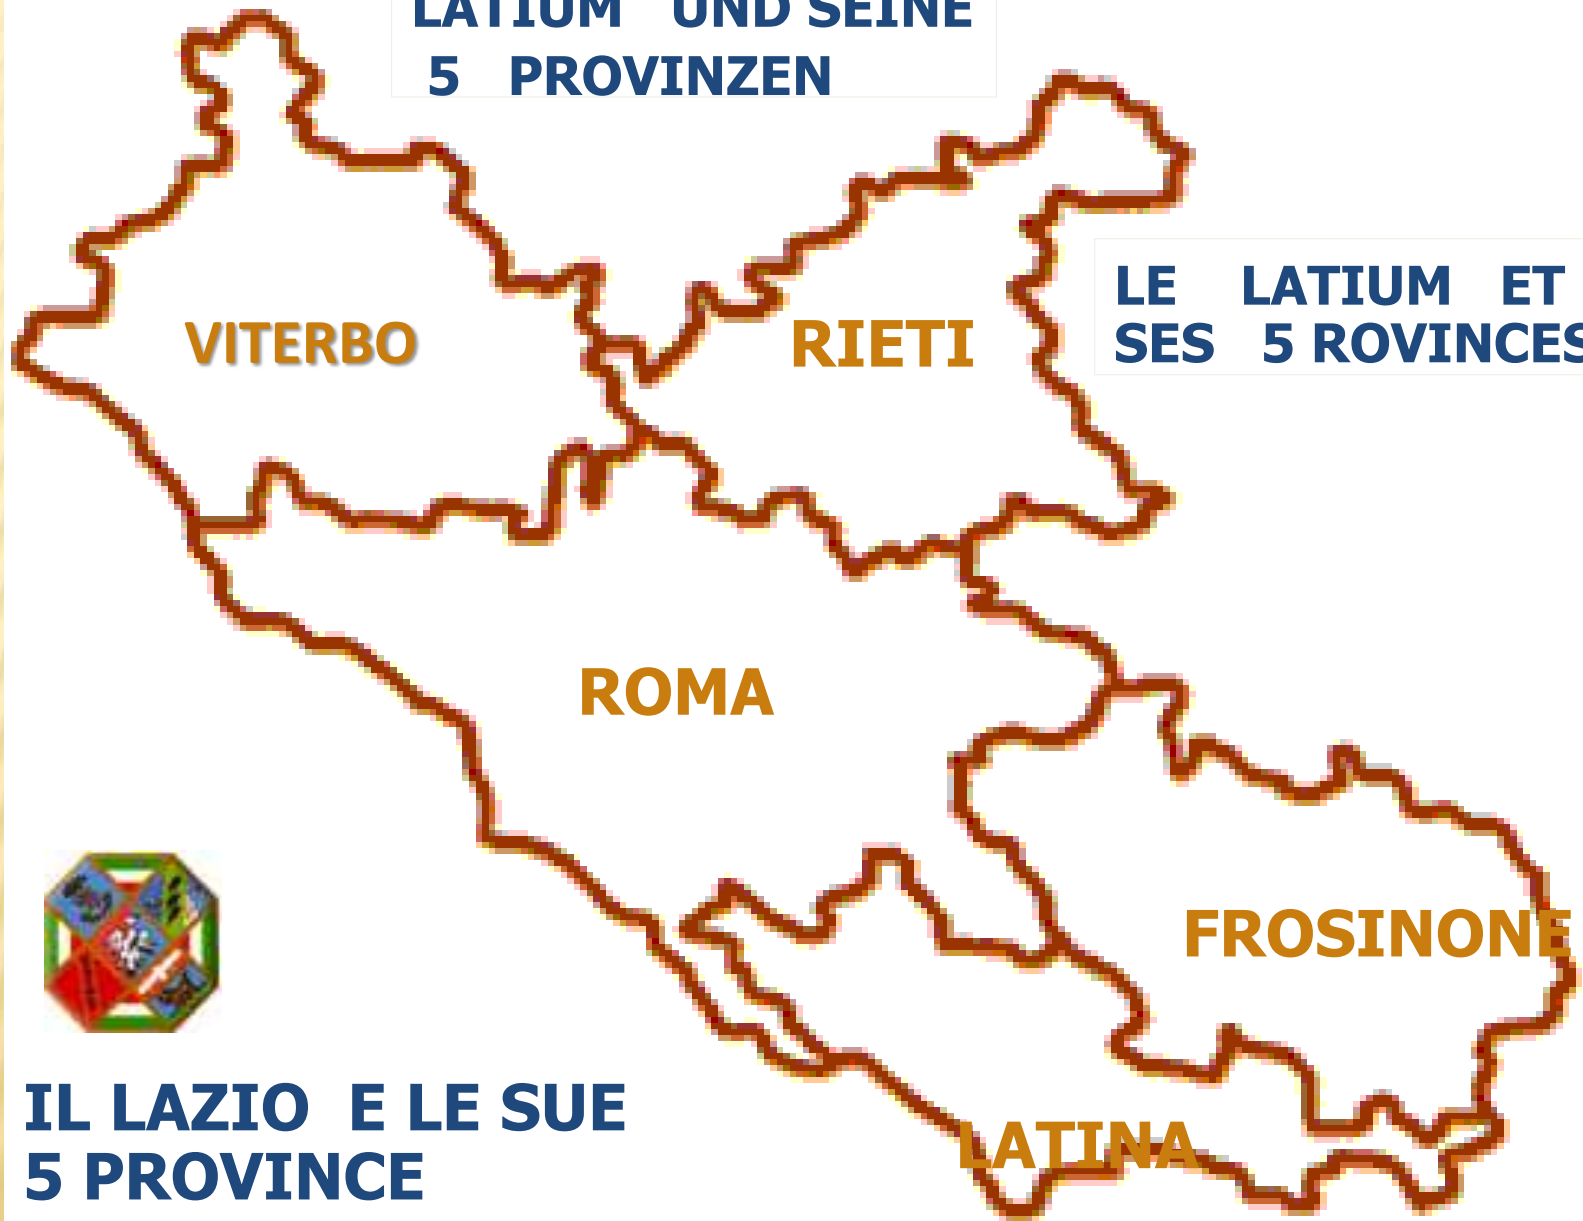 LATIUM UND SEINE
5 PROVINZEN
LE LATIUM ET
SES 5 ROVINCES
VITERBO
RIETI
ROMA
FROSINONE
LATINA
IL LAZIO E LE SUE
5 PROVINCE